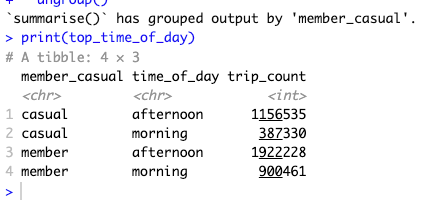 +   ungroup()
`summarise()` has grouped output by 'member_casual'.
> print(top_time_of_day)
# A tibble: 4 × 3
  member_casual time_of_day trip_count
  <chr>         <chr>            <int>
1 casual        afternoon      1156535
2 casual        morning         387330
3 member        afternoon      1922228
4 member        morning         900461
>